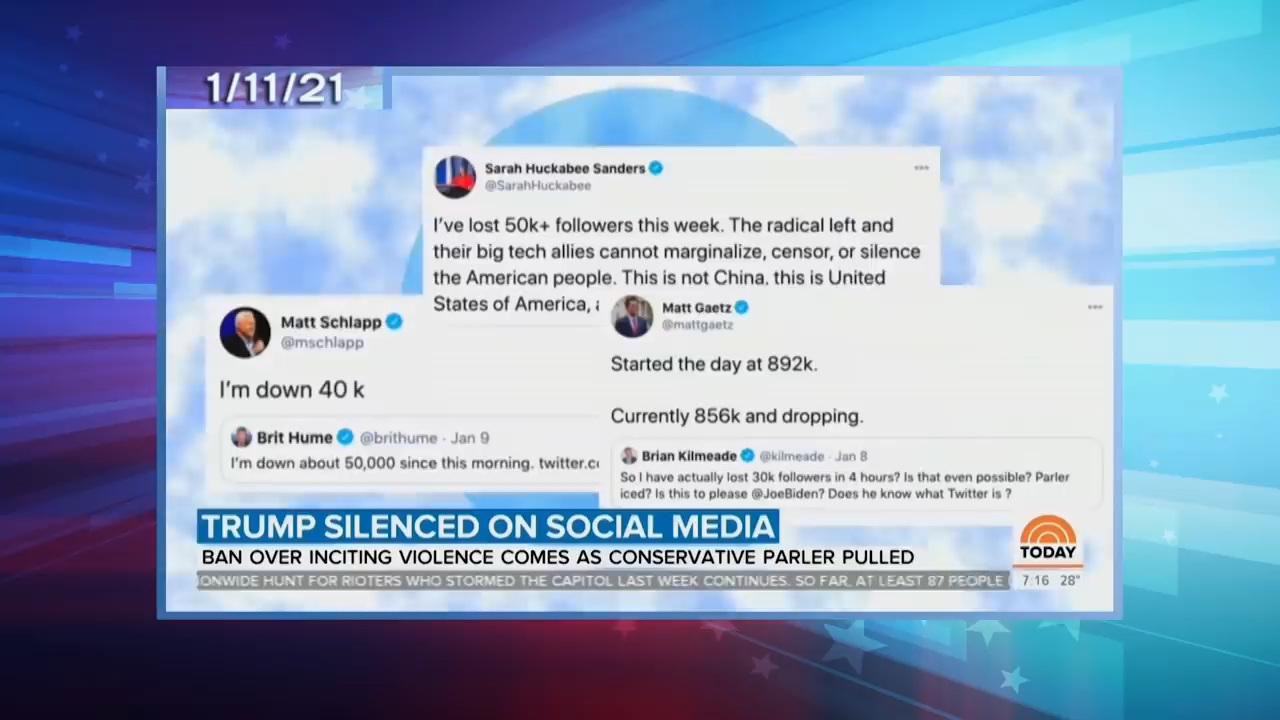 1/11/21
Sarah Huckabee Sanders
@SarahHuckabee
I've lost 50k+ followers this week. The radical left and
their big tech allies cannot marginalize, censor, or silence
the American people. This is not China, this is United
States of America,
Matt Schlapp
@mschlapp
I'm down 40 k
Brit Hume @brithume · Jan 9
I'm down about 50,000 since this morning. twitter.c
Matt Gaetz
@mattgaetz
Started the day at 892k.
Currently 856k and dropping.
Brian Kilmeade @kilmeade · Jan 8
So I have actually lost 30k followers in 4 hours? Is that even possible? Parler
iced? Is this to please @JoeBiden? Does he know what Twitter is ?
TRUMP SILENCED ON SOCIAL MEDIA
BAN OVER INCITING VIOLENCE COMES AS CONSERVATIVE PARLER PULLED
IONWIDE HUNT FOR RIOTERS WHO STORMED THE CAPITOL LAST WEEK CONTINUES. SO FAR, AT LEAST 87 PEOPLE
TODAY
7:16 28°